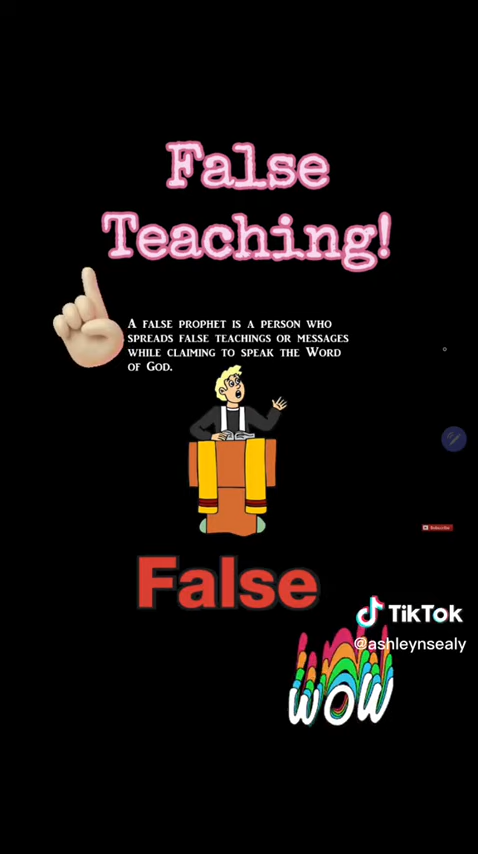 False
Teaching!
A FALSE PROPHET IS A PERSON WHO
SPREADS FALSE TEACHINGS OR MESSAGES
WHILE CLAIMING TO SPEAK THE WORD
OF GOD.
Subscribe
False
TikTok
@ashleynsealy
WOW